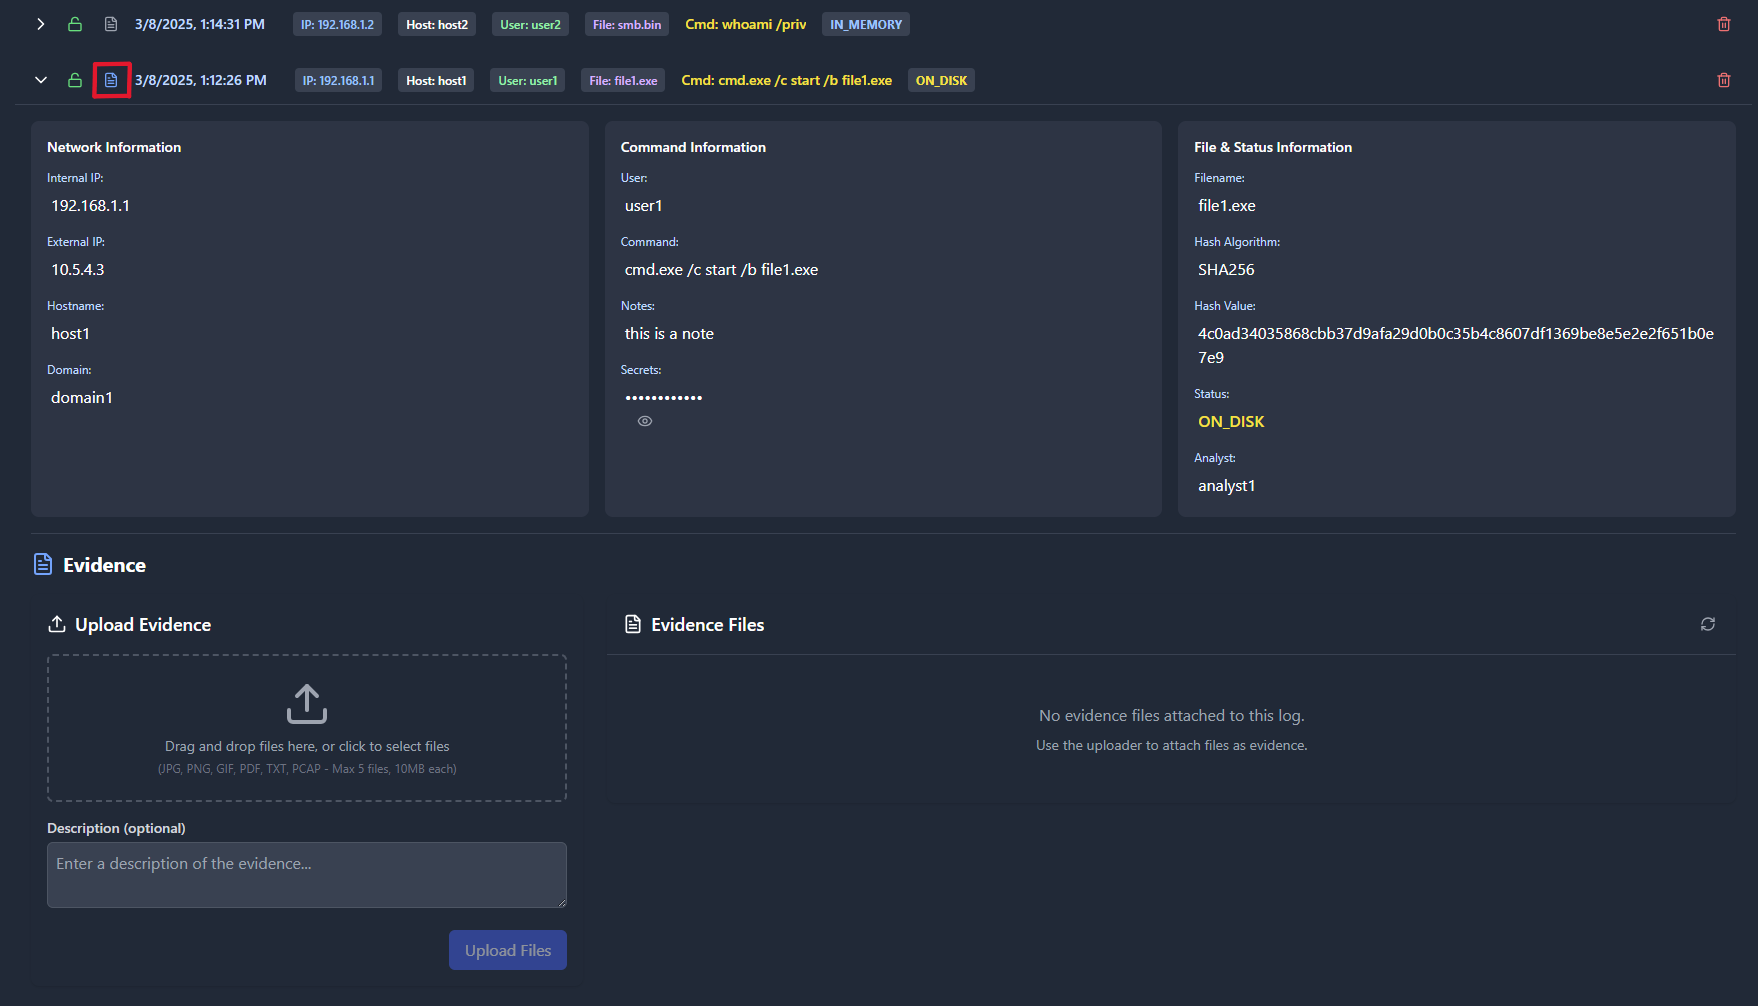 3/8/2025, 1:14:31 PM IP: 192.168.1.2 Host: host2 User: user2 File: smb.bin Cmd: whoami /priv IN_MEMORY
3/8/2025, 1:12:26 PM IP: 192.168.1.1 Host: host1 User: user1 File: file1.exe Cmd: cmd.exe /c start /b file1.exe ON_DISK
Network Information
Internal IP:
192.168.1.1
External IP:
10.5.4.3
Hostname:
host1
Domain:
domain1
Command Information
User:
user1
Command:
cmd.exe /c start /b file1.exe
Notes:
this is a note
Secrets:
••••••••••••
File & Status Information
Filename:
file1.exe
Hash Algorithm:
SHA256
Hash Value:
4c0ad34035868cbb37d9afa29d0b0c35b4c8607df1369be8e5e2e2f651b0e
7e9
Status:
ON_DISK
Analyst:
analyst1
Evidence
Upload Evidence
Drag and drop files here, or click to select files
(JPG, PNG, GIF, PDF, TXT, PCAP - Max 5 files, 10MB each)
Description (optional)
Enter a description of the evidence...
Upload Files
Evidence Files
No evidence files attached to this log.
Use the uploader to attach files as evidence.